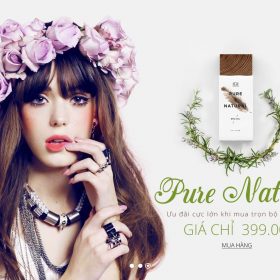 PURE
NATURAL
Pure Nat
Ưu đãi cực lớn khi mua trọn bộ
GIÁ CHỈ 399.00
MUA HÀNG